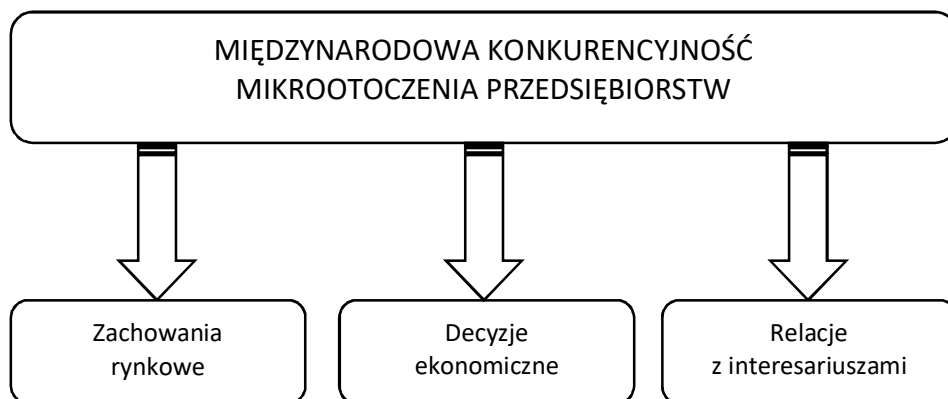 MIĘDZYNARODOWA KONKURENCYJNOŚĆ
MIKROOTOCZENIA PRZEDSIĘBIORSTW
Zachowania
rynkowe
Decyzje
ekonomiczne
Relacje
z interesariuszami